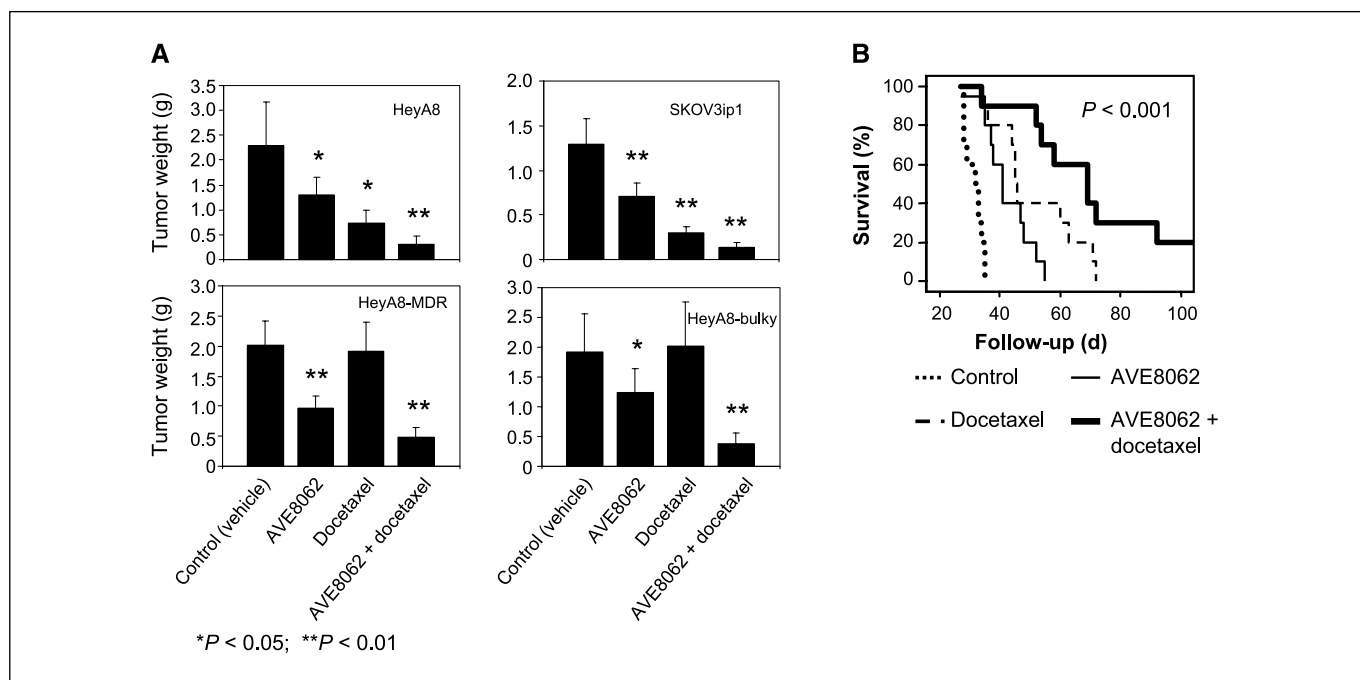 A
Tumor weight (g)
3.5
3.0
2.5
2.0
1.5
1.0
0.5
0
HeyA8
*
*
**
2.0
1.5
1.0
0.5
0
SKOV3ip1
**
**
**
Tumor weight (g)
2.5
2.0
1.5
1.0
0.5
0
HeyA8-MDR
**
**
2.5
2.0
1.5
1.0
0.5
0
HeyA8-bulky
*
**
Control (vehicle)
AVE8062
Docetaxel
AVE8062 + docetaxel
Control (vehicle)
AVE8062
Docetaxel
AVE8062 + docetaxel
*P < 0.05; **P < 0.01
B
Survival (%)
100
80
60
40
20
0
P < 0.001
20 40 60 80 100
Follow-up (d)
Control
AVE8062
Docetaxel
AVE8062 +
docetaxel